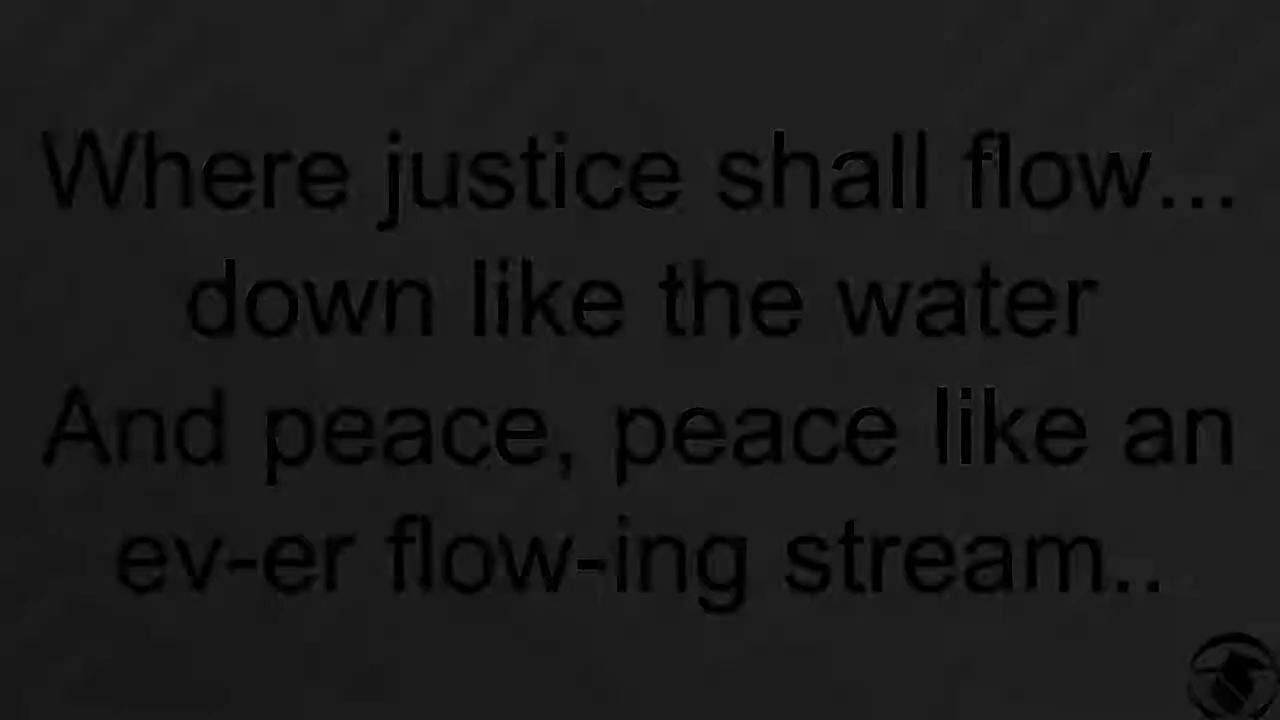 Where justice shall flow...
down like the water
And peace, peace like an
ev-er flow-ing stream..